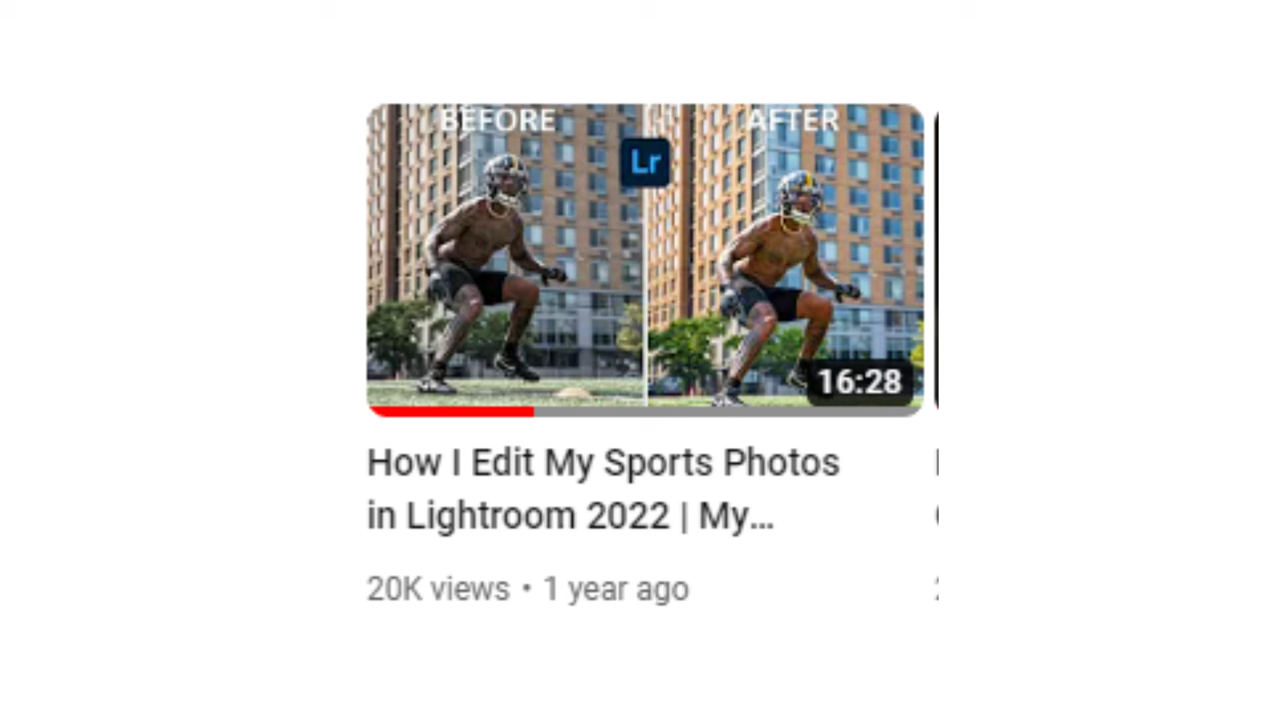 BEFORE
AFTER
Lr
16:28
How I Edit My Sports Photos
in Lightroom 2022 | My...
20K views • 1 year ago